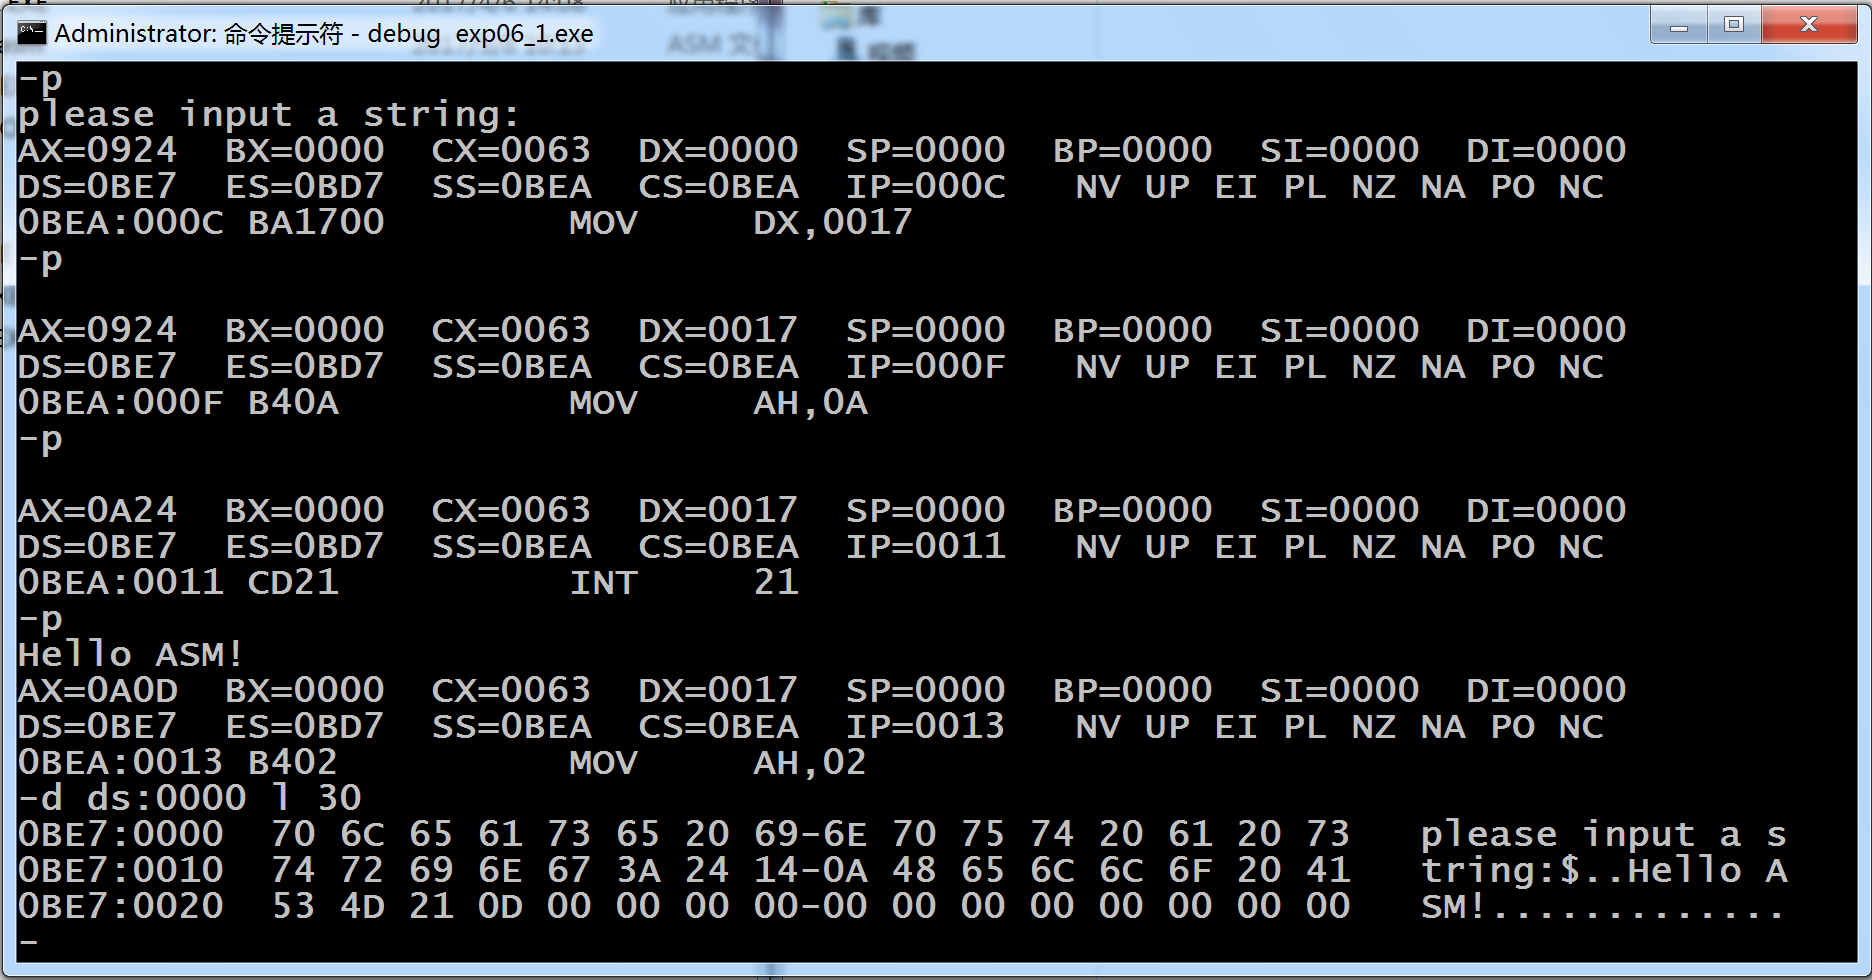 Administrator: 命令提示符 - debug  exp06_1.exe
-p
please input a string:
AX=0924  BX=0000  CX=0063  DX=0000  SP=0000  BP=0000  SI=0000  DI=0000
DS=0BE7  ES=0BD7  SS=0BEA  CS=0BEA  IP=000C   NV UP EI PL NZ NA PO NC
0BEA:000C BA1700        MOV     DX,0017
-p
AX=0924  BX=0000  CX=0063  DX=0017  SP=0000  BP=0000  SI=0000  DI=0000
DS=0BE7  ES=0BD7  SS=0BEA  CS=0BEA  IP=000F   NV UP EI PL NZ NA PO NC
0BEA:000F B40A          MOV     AH,0A
-p
AX=0A24  BX=0000  CX=0063  DX=0017  SP=0000  BP=0000  SI=0000  DI=0000
DS=0BE7  ES=0BD7  SS=0BEA  CS=0BEA  IP=0011   NV UP EI PL NZ NA PO NC
0BEA:0011 CD21          INT     21
-p
Hello ASM!
AX=0A0D  BX=0000  CX=0063  DX=0017  SP=0000  BP=0000  SI=0000  DI=0000
DS=0BE7  ES=0BD7  SS=0BEA  CS=0BEA  IP=0013   NV UP EI PL NZ NA PO NC
0BEA:0013 B402          MOV     AH,02
-d ds:0000 l 30
0BE7:0000  70 6C 65 61 73 65 20 69-6E 70 75 74 20 61 20 73   please input a s
0BE7:0010  74 72 69 6E 67 3A 24 14-0A 48 65 6C 6C 6F 20 41   tring:$..Hello A
0BE7:0020  53 4D 21 0D 00 00 00 00-00 00 00 00 00 00 00 00   SM!.............
-